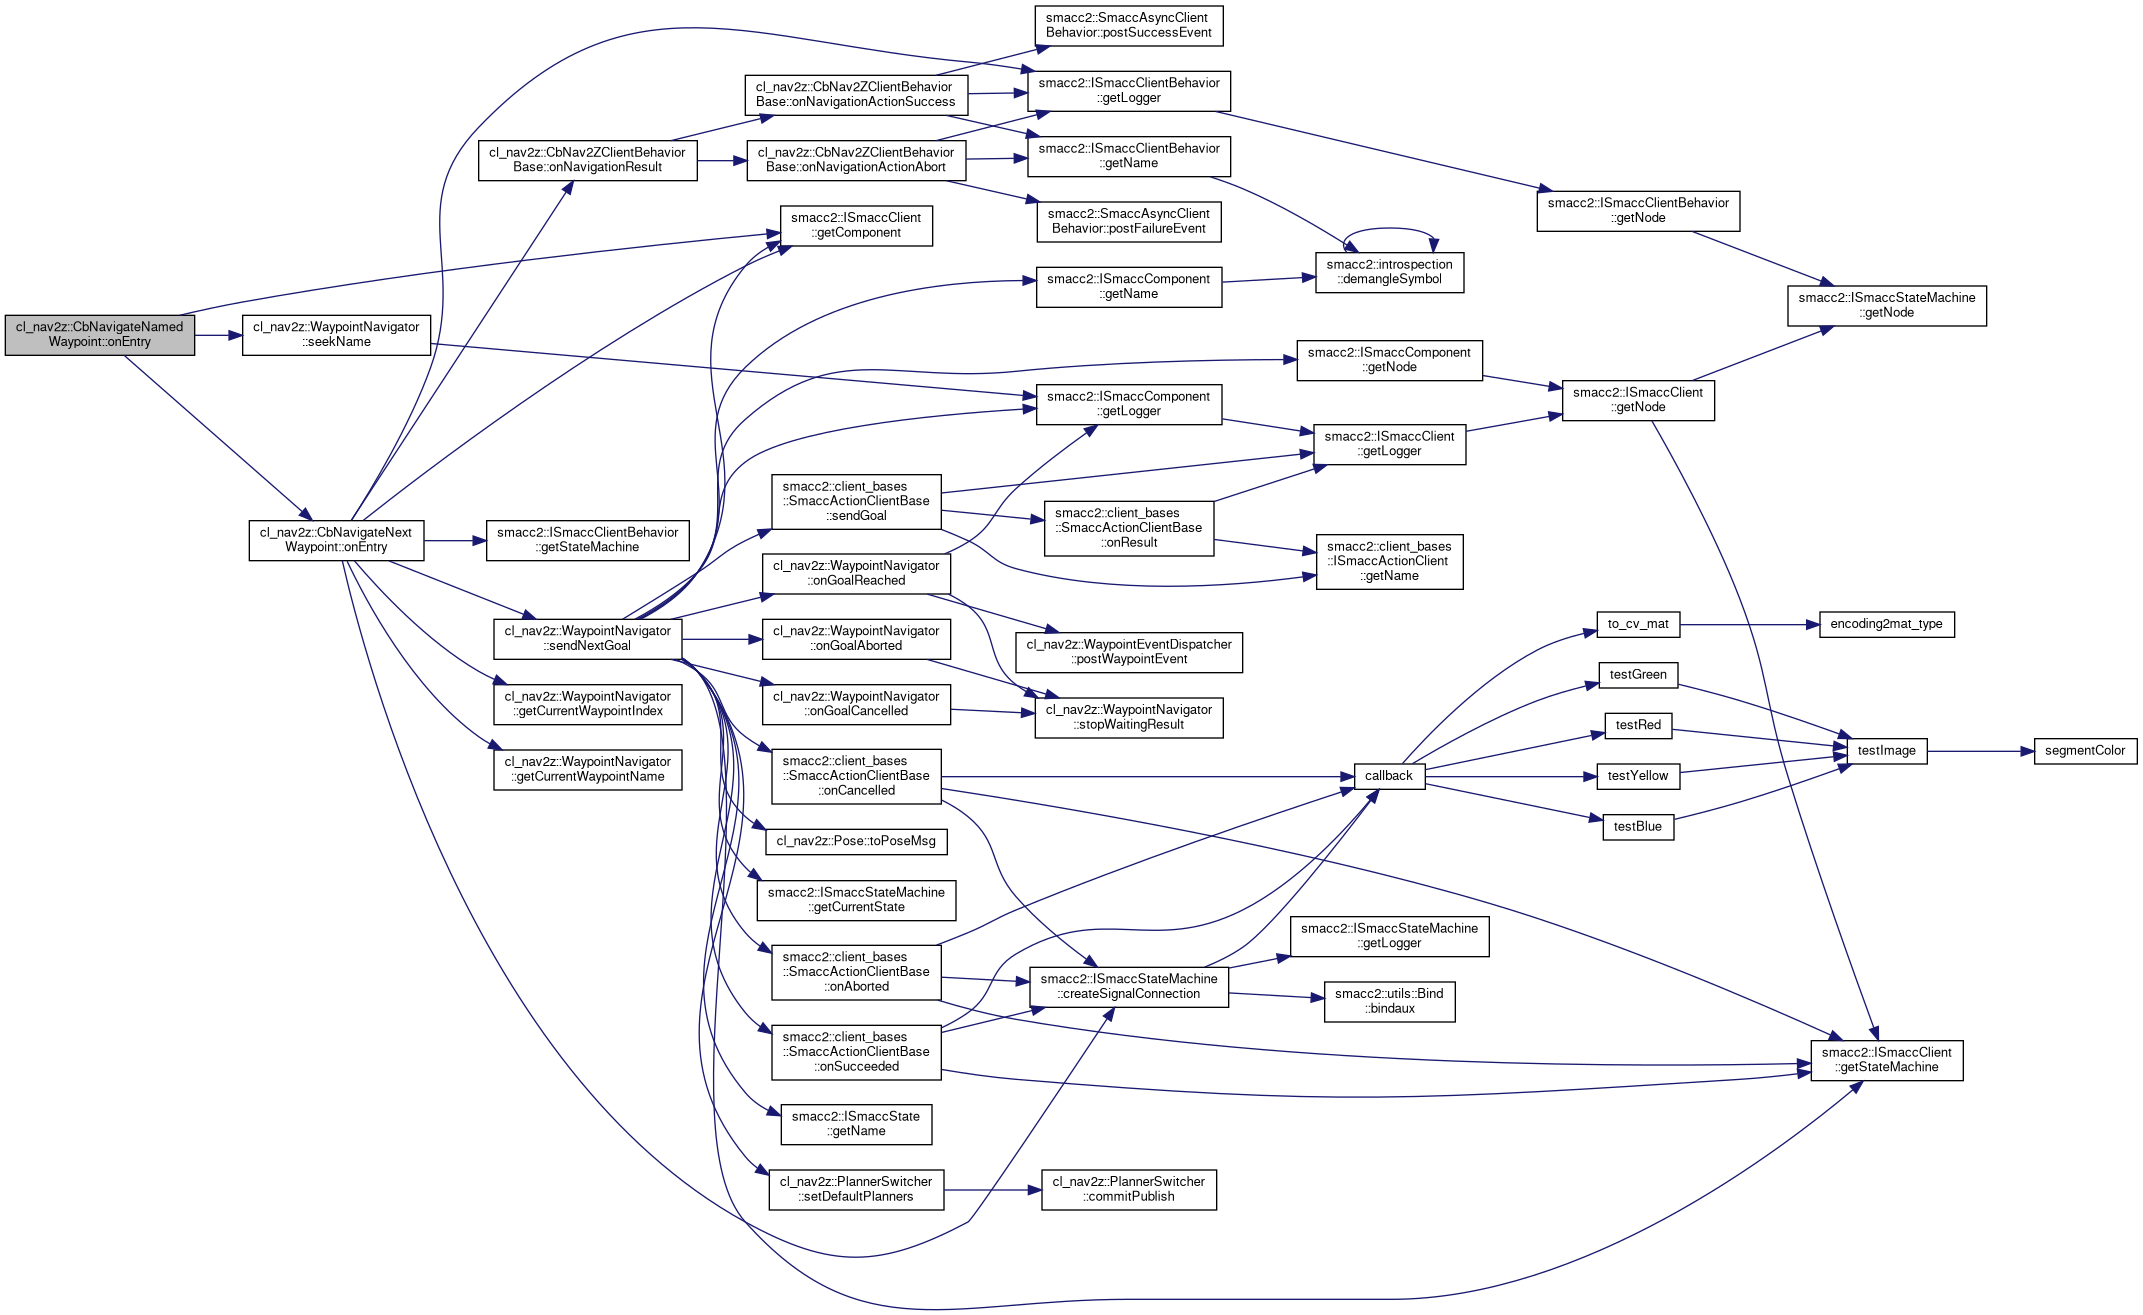 cl_nav2z::CbNavigateNamed
Waypoint::onEntry
cl_nav2z::WaypointNavigator
::seekName
cl_nav2z::CbNavigateNext
Waypoint::onEntry
cl_nav2z::CbNav2ZClientBehavior
Base::onNavigationResult
smacc2::ISmaccClientBehavior
::getStateMachine
cl_nav2z::WaypointNavigator
::sendNextGoal
cl_nav2z::WaypointNavigator
::getCurrentWaypointIndex
cl_nav2z::WaypointNavigator
::getCurrentWaypointName
cl_nav2z::CbNav2ZClientBehavior
Base::onNavigationActionSuccess
cl_nav2z::CbNav2ZClientBehavior
Base::onNavigationActionAbort
smacc2::ISmaccClient
::getComponent
smacc2::client_bases
::SmaccActionClientBase
::sendGoal
cl_nav2z::WaypointNavigator
::onGoalReached
cl_nav2z::WaypointNavigator
::onGoalAborted
cl_nav2z::WaypointNavigator
::onGoalCancelled
smacc2::client_bases
::SmaccActionClientBase
::onCancelled
cl_nav2z::Pose::toPoseMsg
smacc2::ISmaccStateMachine
::getCurrentState
smacc2::client_bases
::SmaccActionClientBase
::onAborted
smacc2::client_bases
::SmaccActionClientBase
::onSucceeded
smacc2::ISmaccState
::getName
cl_nav2z::PlannerSwitcher
::setDefaultPlanners
smacc2::SmaccAsyncClient
Behavior::postSuccessEvent
smacc2::ISmaccClientBehavior
::getLogger
smacc2::ISmaccClientBehavior
::getName
smacc2::SmaccAsyncClient
Behavior::postFailureEvent
smacc2::ISmaccComponent
::getName
smacc2::ISmaccComponent
::getLogger
smacc2::client_bases
::SmaccActionClientBase
::onResult
cl_nav2z::WaypointEventDispatcher
::postWaypointEvent
cl_nav2z::WaypointNavigator
::stopWaitingResult
smacc2::ISmaccStateMachine
::createSignalConnection
cl_nav2z::PlannerSwitcher
::commitPublish
smacc2::introspection
::demangleSymbol
smacc2::ISmaccComponent
::getNode
smacc2::ISmaccClient
::getLogger
smacc2::client_bases
::ISmaccActionClient
::getName
callback
smacc2::ISmaccStateMachine
::getLogger
smacc2::utils::Bind
::bindaux
smacc2::ISmaccClientBehavior
::getNode
smacc2::ISmaccClient
::getNode
to_cv_mat
testGreen
testRed
testYellow
testBlue
smacc2::ISmaccStateMachine
::getNode
encoding2mat_type
testImage
smacc2::ISmaccClient
::getStateMachine
segmentColor